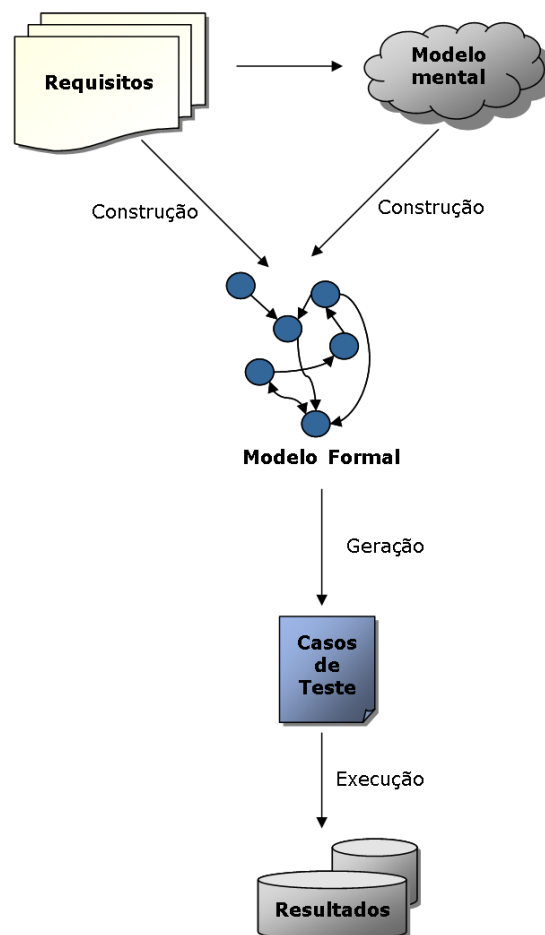 Requisitos
Modelo
mental
Construção
Construção
Modelo Formal
Geração
Casos
de
Teste
Execução
Resultados